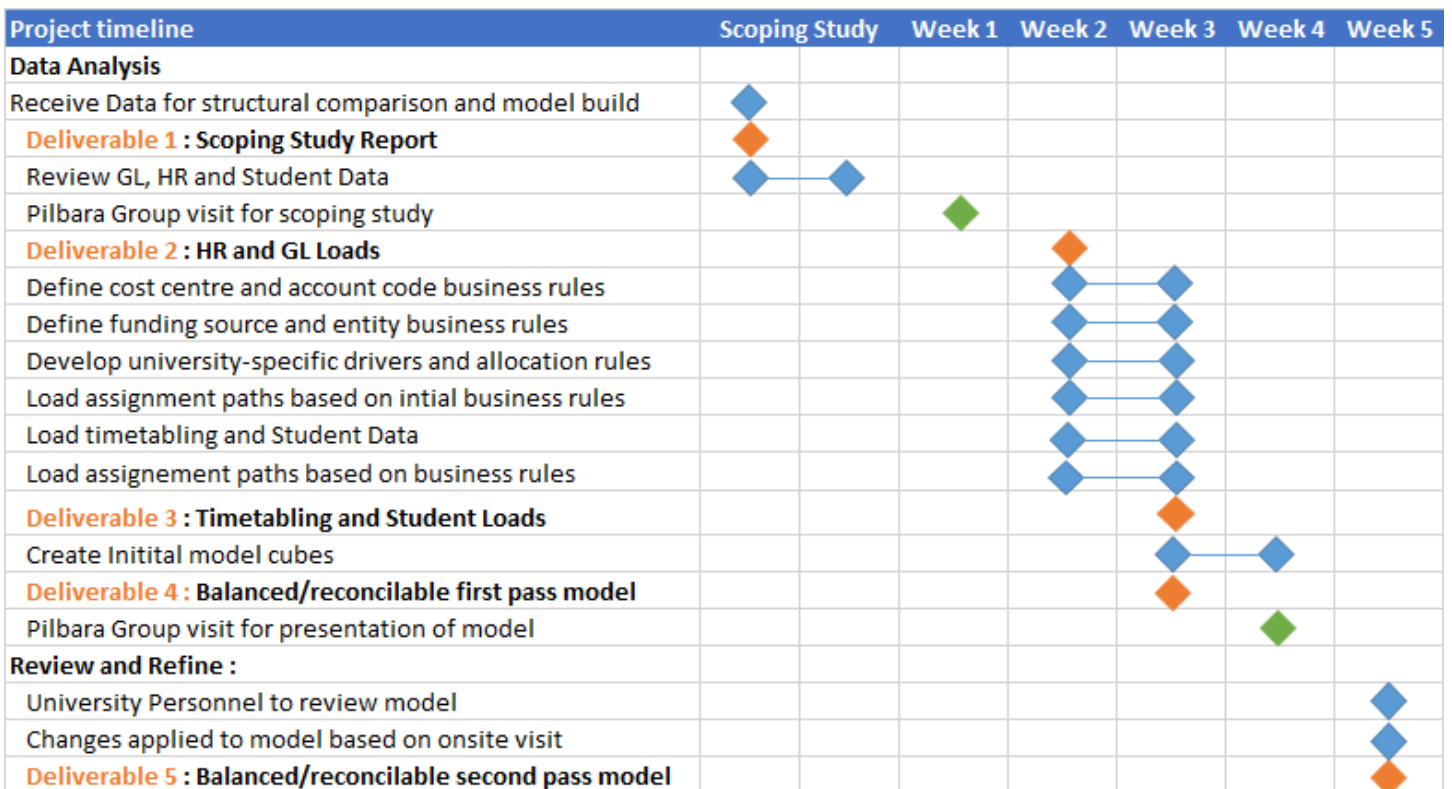 Project timeline Scoping Study Week 1 Week 2 Week 3 Week 4 Week 5
Data Analysis
Receive Data for structural comparison and model build
Deliverable 1 : Scoping Study Report
Review GL, HR and Student Data
Pilbara Group visit for scoping study
Deliverable 2 : HR and GL Loads
Define cost centre and account code business rules
Define funding source and entity business rules
Develop university-specific drivers and allocation rules
Load assignment paths based on intial business rules
Load timetabling and Student Data
Load assignement paths based on business rules
Deliverable 3 : Timetabling and Student Loads
Create Initital model cubes
Deliverable 4 : Balanced/reconcilable first pass model
Pilbara Group visit for presentation of model
Review and Refine :
University Personnel to review model
Changes applied to model based on onsite visit
Deliverable 5 : Balanced/reconcilable second pass model